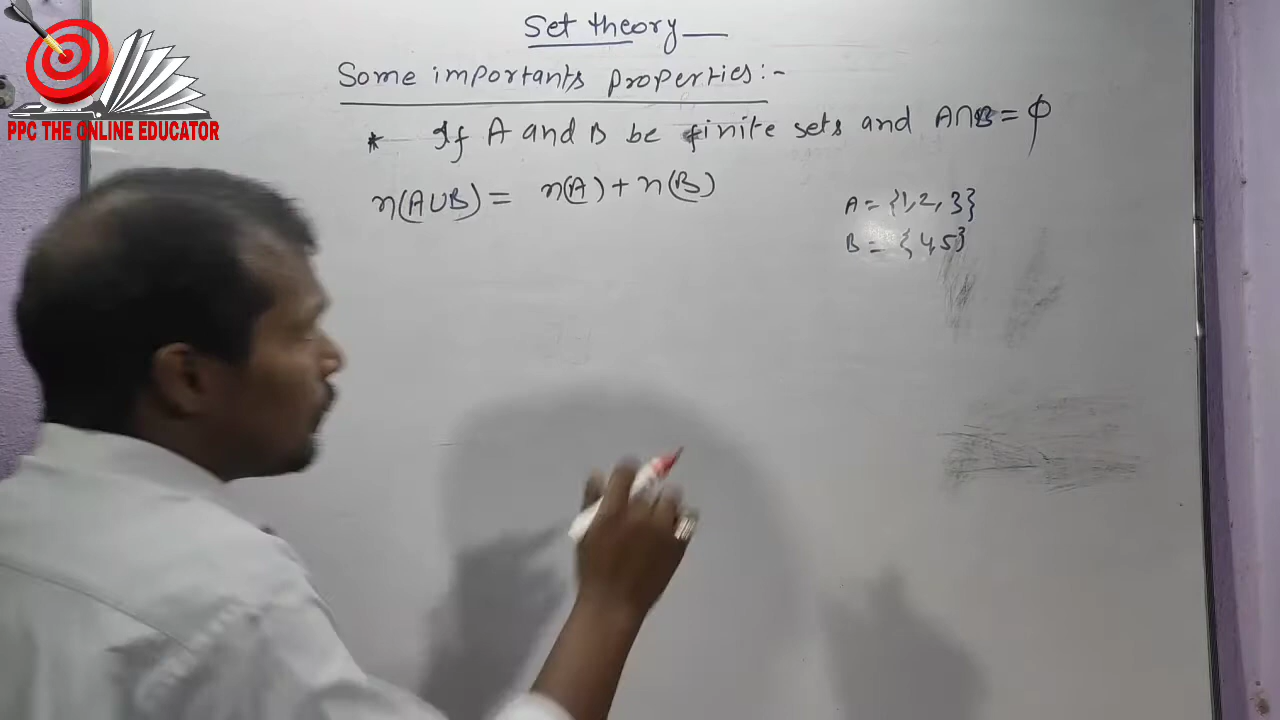 Set theory
Some importants properties:-
* If A and B be finite sets and A∩B = φ
n(A∪B) = n(A) + n(B)
A = {1, 2, 3}
B = {4, 5}
PPC THE ONLINE EDUCATOR